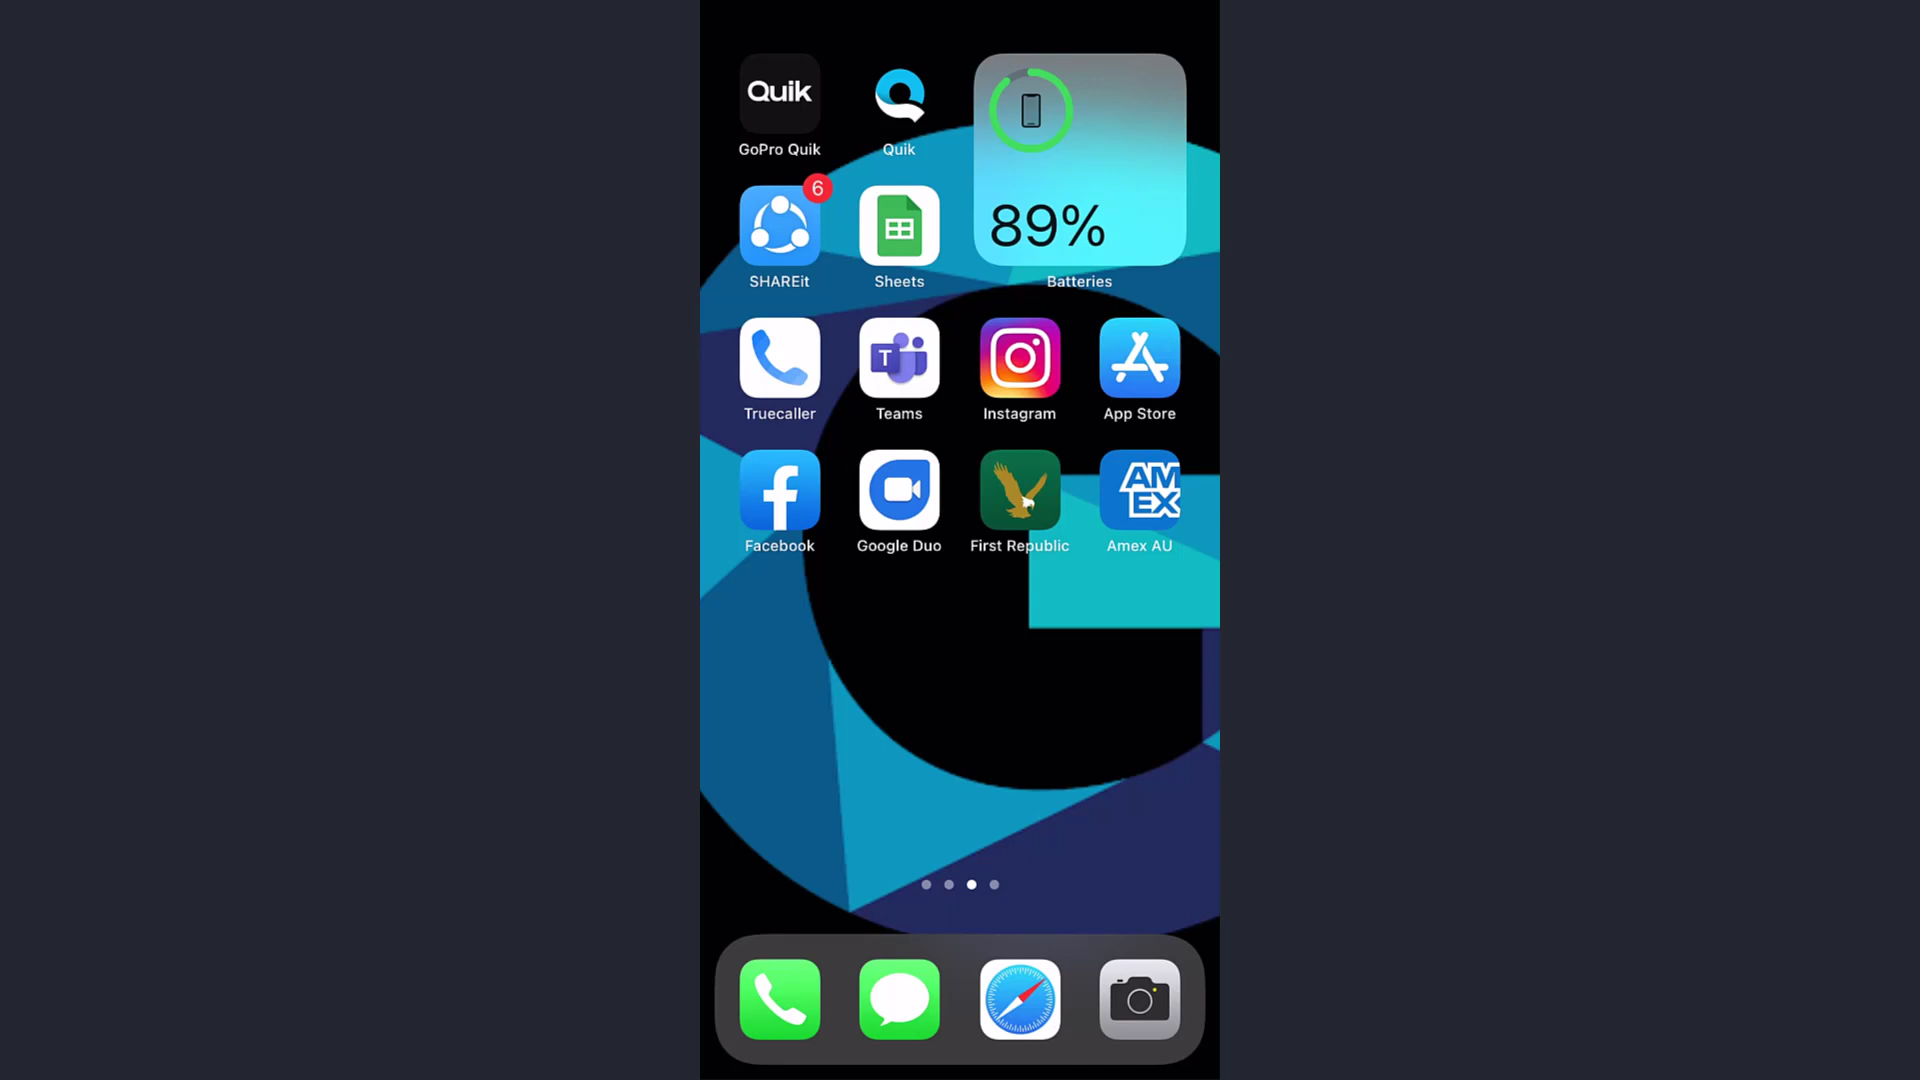 Quik
GoPro Quik
Quik
89%
Batteries
6
SHAREit
Sheets
Truecaller
T
Teams
Instagram
App Store
Facebook
Google Duo
First Republic
AM
EX
Amex AU